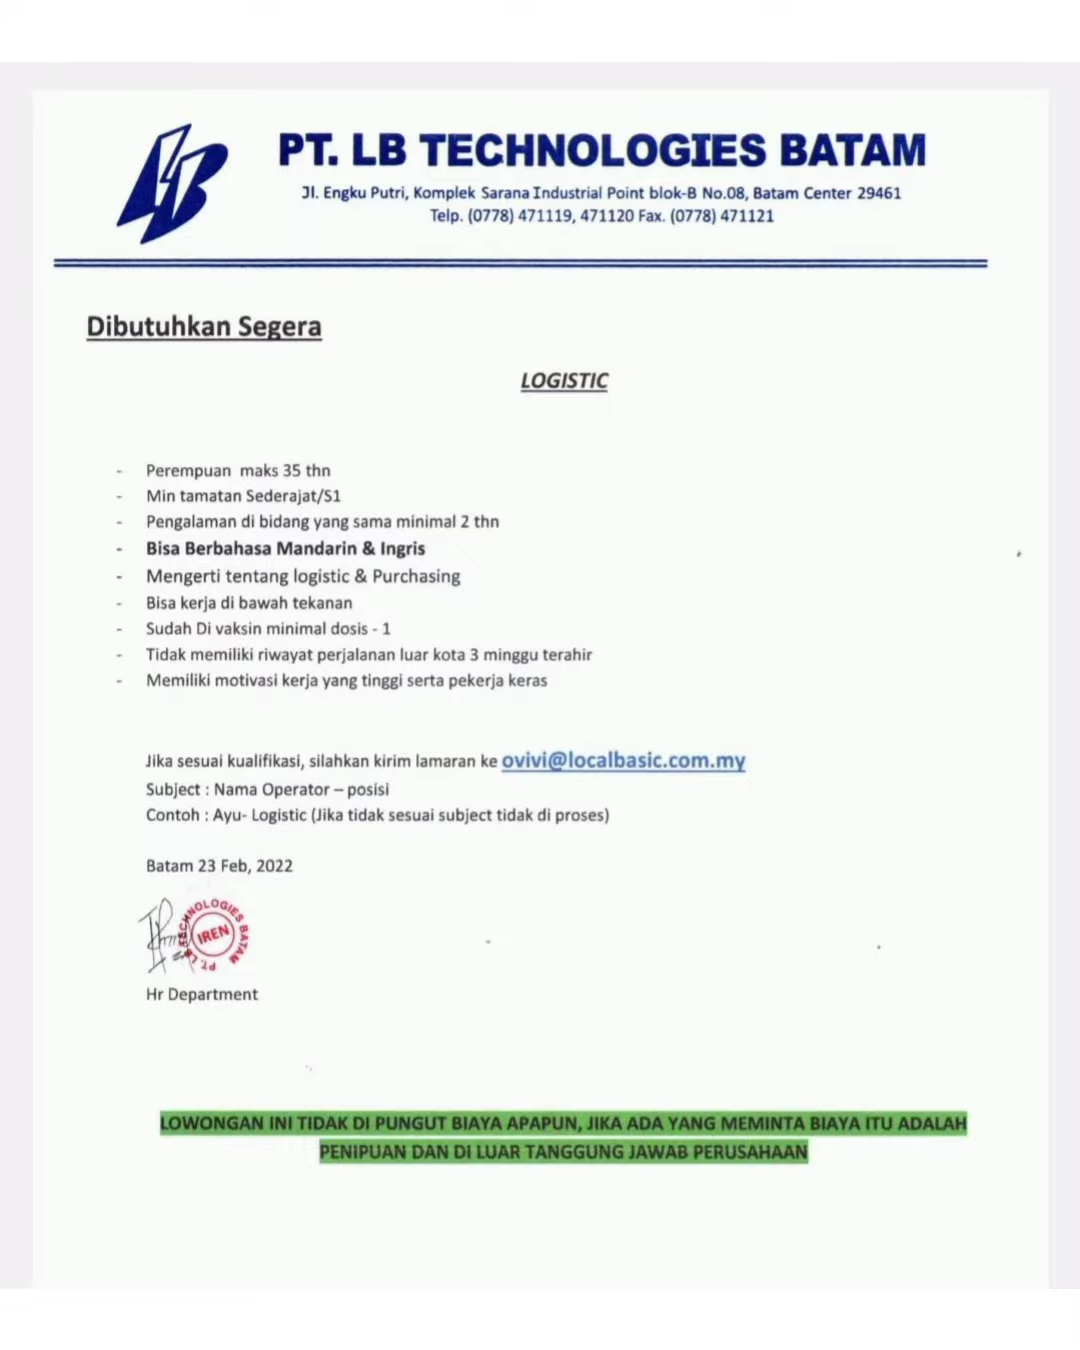 LB
PT. LB TECHNOLOGIES BATAM
Jl. Engku Putri, Komplek Sarana Industrial Point blok-B No.08, Batam Center 29461
Telp. (0778) 471119, 471120 Fax. (0778) 471121
Dibutuhkan Segera
LOGISTIC
- Perempuan maks 35 thn
- Min tamatan Sederajat/S1
- Pengalaman di bidang yang sama minimal 2 thn
- Bisa Berbahasa Mandarin & Ingris
- Mengerti tentang logistic & Purchasing
- Bisa kerja di bawah tekanan
- Sudah Di vaksin minimal dosis - 1
- Tidak memiliki riwayat perjalanan luar kota 3 minggu terahir
- Memiliki motivasi kerja yang tinggi serta pekerja keras
Jika sesuai kualifikasi, silahkan kirim lamaran ke ovivi@localbasic.com.my
Subject : Nama Operator – posisi
Contoh : Ayu- Logistic (Jika tidak sesuai subject tidak di proses)
Batam 23 Feb, 2022
PT. LB TECHNOLOGIES BATAM
IREN
Hr Department
LOWONGAN INI TIDAK DI PUNGUT BIAYA APAPUN, JIKA ADA YANG MEMINTA BIAYA ITU ADALAH
PENIPUAN DAN DI LUAR TANGGUNG JAWAB PERUSAHAAN